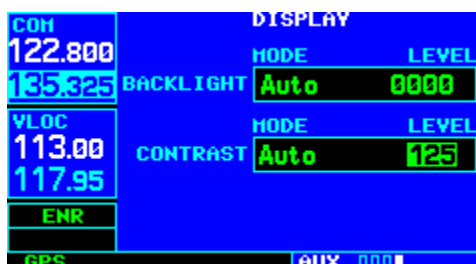 COM
122.800
135.325
VLOC
113.00
117.95
ENR
GPS
DISPLAY
MODE LEVEL
BACKLIGHT Auto 0000
MODE LEVEL
CONTRAST Auto 125
AUX